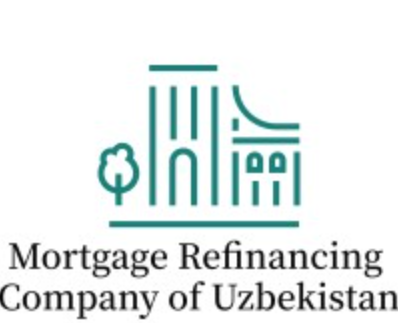 Mortgage Refinancing
Company of Uzbekistan